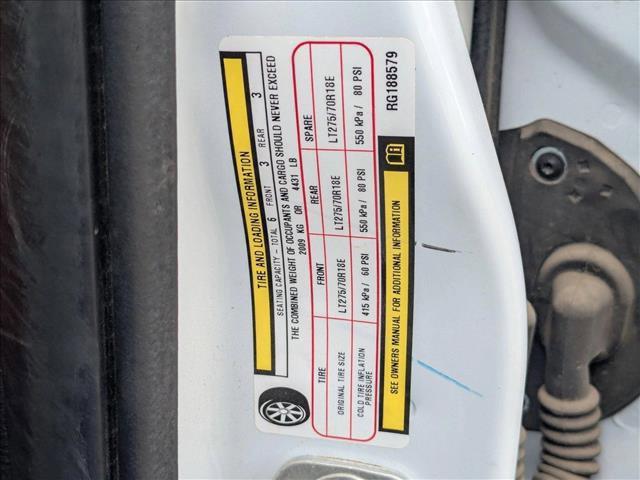 TIRE AND LOADING INFORMATION
SEATING CAPACITY - TOTAL 6 FRONT 3 REAR 3
THE COMBINED WEIGHT OF OCCUPANTS AND CARGO SHOULD NEVER EXCEED
2009 KG OR 4431 LB
TIRE FRONT REAR SPARE
ORIGINAL TIRE SIZE LT275/70R18E LT275/70R18E LT275/70R18E
COLD TIRE INFLATION PRESSURE 415 kPa / 60 PSI 550 kPa / 80 PSI 550 kPa / 80 PSI
SEE OWNERS MANUAL FOR ADDITIONAL INFORMATION
RG188579